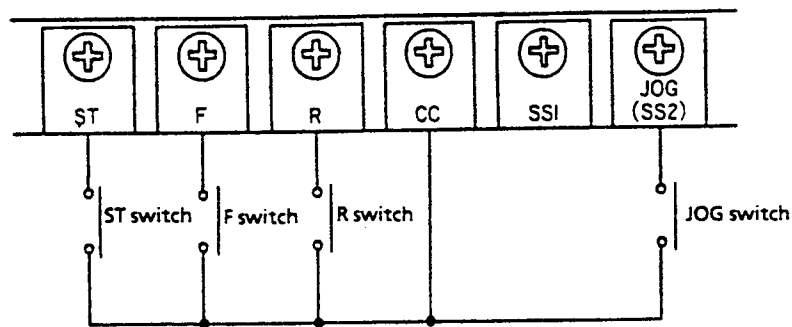 ST F R CC SS1 JOG
(SS2)
ST switch F switch R switch JOG switch